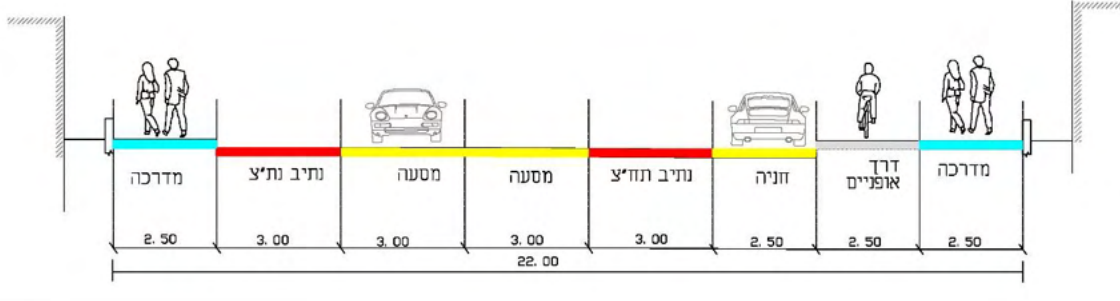 מדרכה
נתיב נת״צ
מסעה
מסעה
נתיב תח״צ
חניה
דרך
אופניים
מדרכה
2.50
3.00
3.00
3.00
3.00
2.50
2.50
2.50
22.00